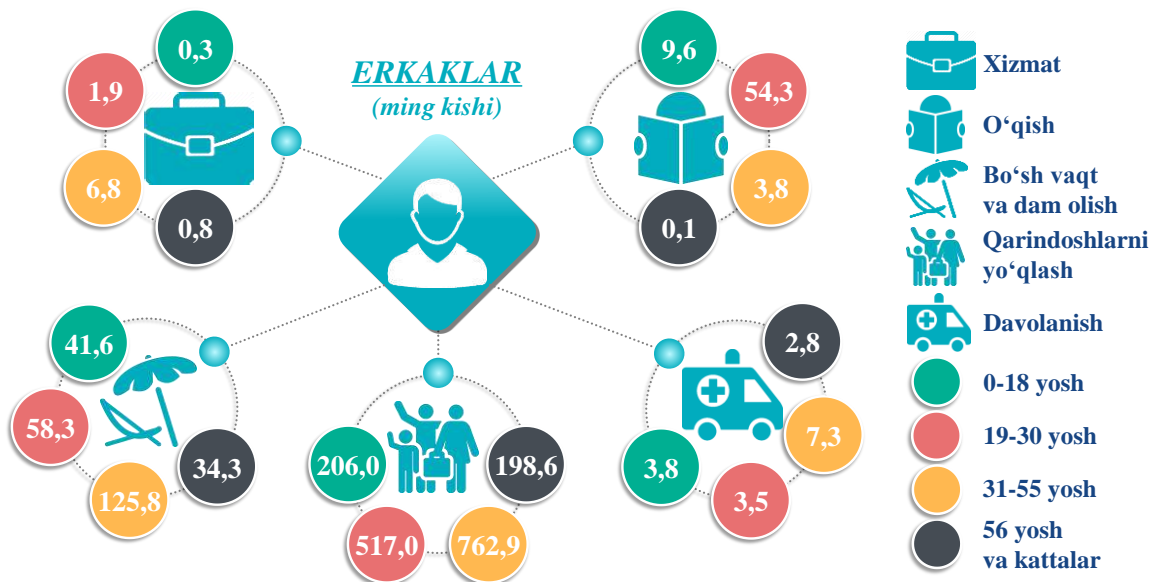 ERKAKLAR
(ming kishi)
0,3
1,9
6,8
0,8
9,6
54,3
3,8
0,1
41,6
58,3
125,8
34,3
206,0
517,0
762,9
198,6
2,8
7,3
3,5
3,8
Xizmat
O‘qish
Bo‘sh vaqt
va dam olish
Qarindoshlarni
yo‘qlash
Davolanish
0-18 yosh
19-30 yosh
31-55 yosh
56 yosh
va kattalar